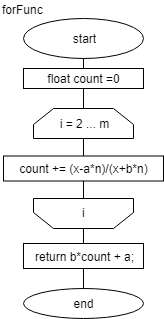 forFunc
start
float count =0
i = 2 ... m
count += (x-a*n)/(x+b*n)
i
return b*count + a;
end